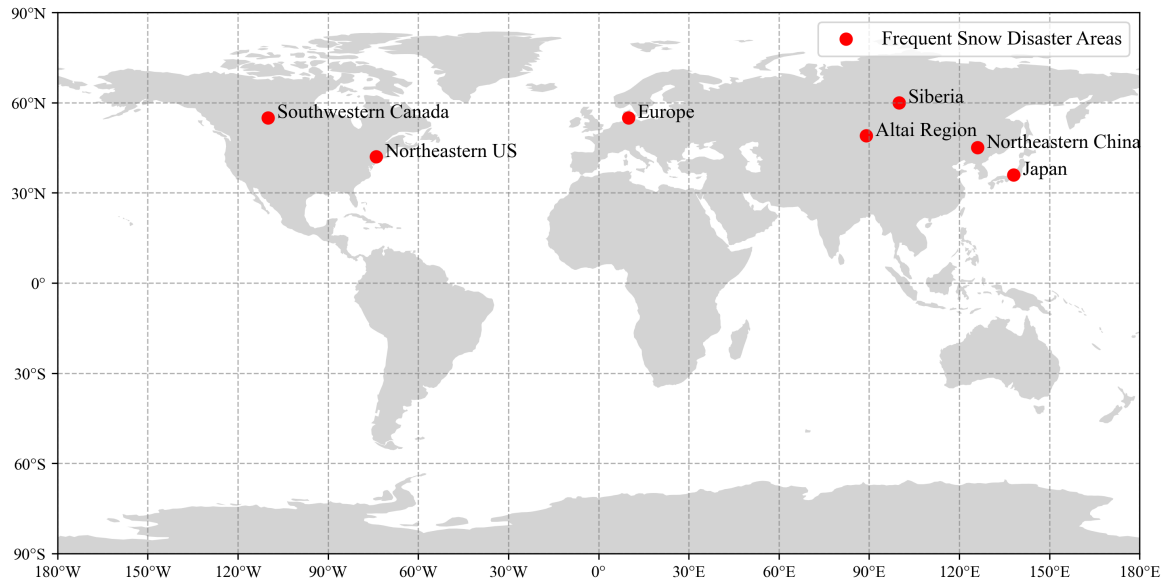 90°N
Frequent Snow Disaster Areas
60°N
Siberia
Southwestern Canada
Europe
Altai Region
Northeastern China
Northeastern US
Japan
30°N
0°
30°S
60°S
90°S
180°W 150°W 120°W 90°W 60°W 30°W 0° 30°E 60°E 90°E 120°E 150°E 180°E